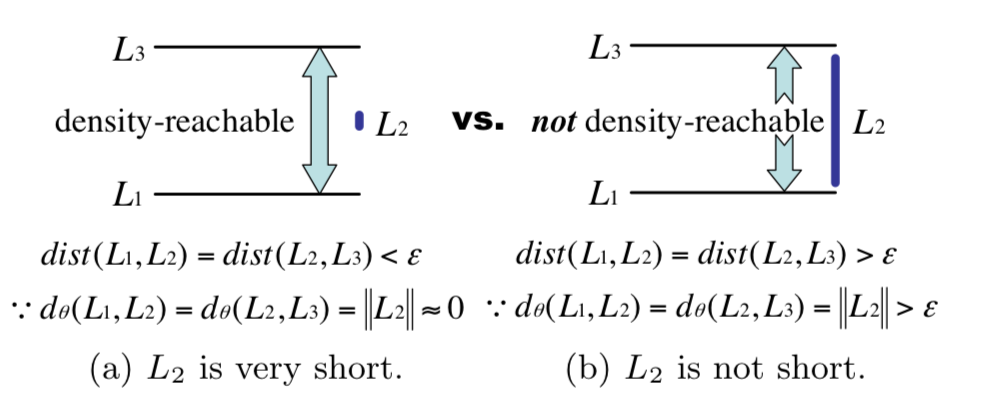 L₃
density-reachable
L₂
L₁
dist(L₁,L₂) = dist(L₂,L₃) < ε
∵ dθ(L₁,L₂) = dθ(L₂,L₃) = ‖L₂‖ ≈ 0
(a) L₂ is very short.
vs.
L₃
not density-reachable
L₂
L₁
dist(L₁,L₂) = dist(L₂,L₃) > ε
∵ dθ(L₁,L₂) = dθ(L₂,L₃) = ‖L₂‖ > ε
(b) L₂ is not short.